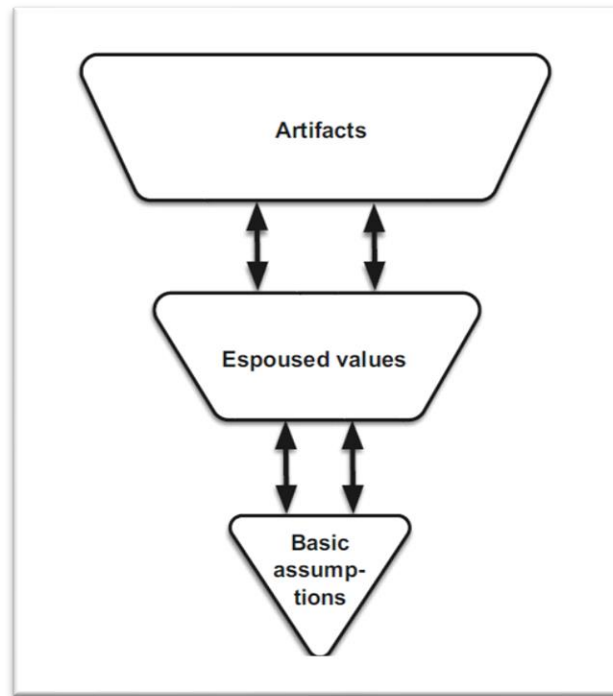 Artifacts
Espoused values
Basic
assump-
tions